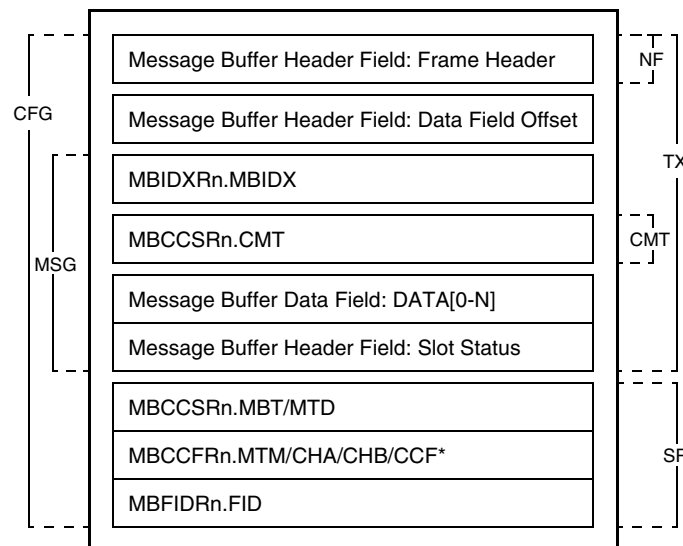 Message Buffer Header Field: Frame Header
NF
CFG
Message Buffer Header Field: Data Field Offset
TX
MBIDXRn.MBIDX
MBCCSRn.CMT
CMT
MSG
Message Buffer Data Field: DATA[0-N]
Message Buffer Header Field: Slot Status
MBCCSRn.MBT/MTD
MBCCFRn.MTM/CHA/CHB/CCF*
MBFIDRn.FID